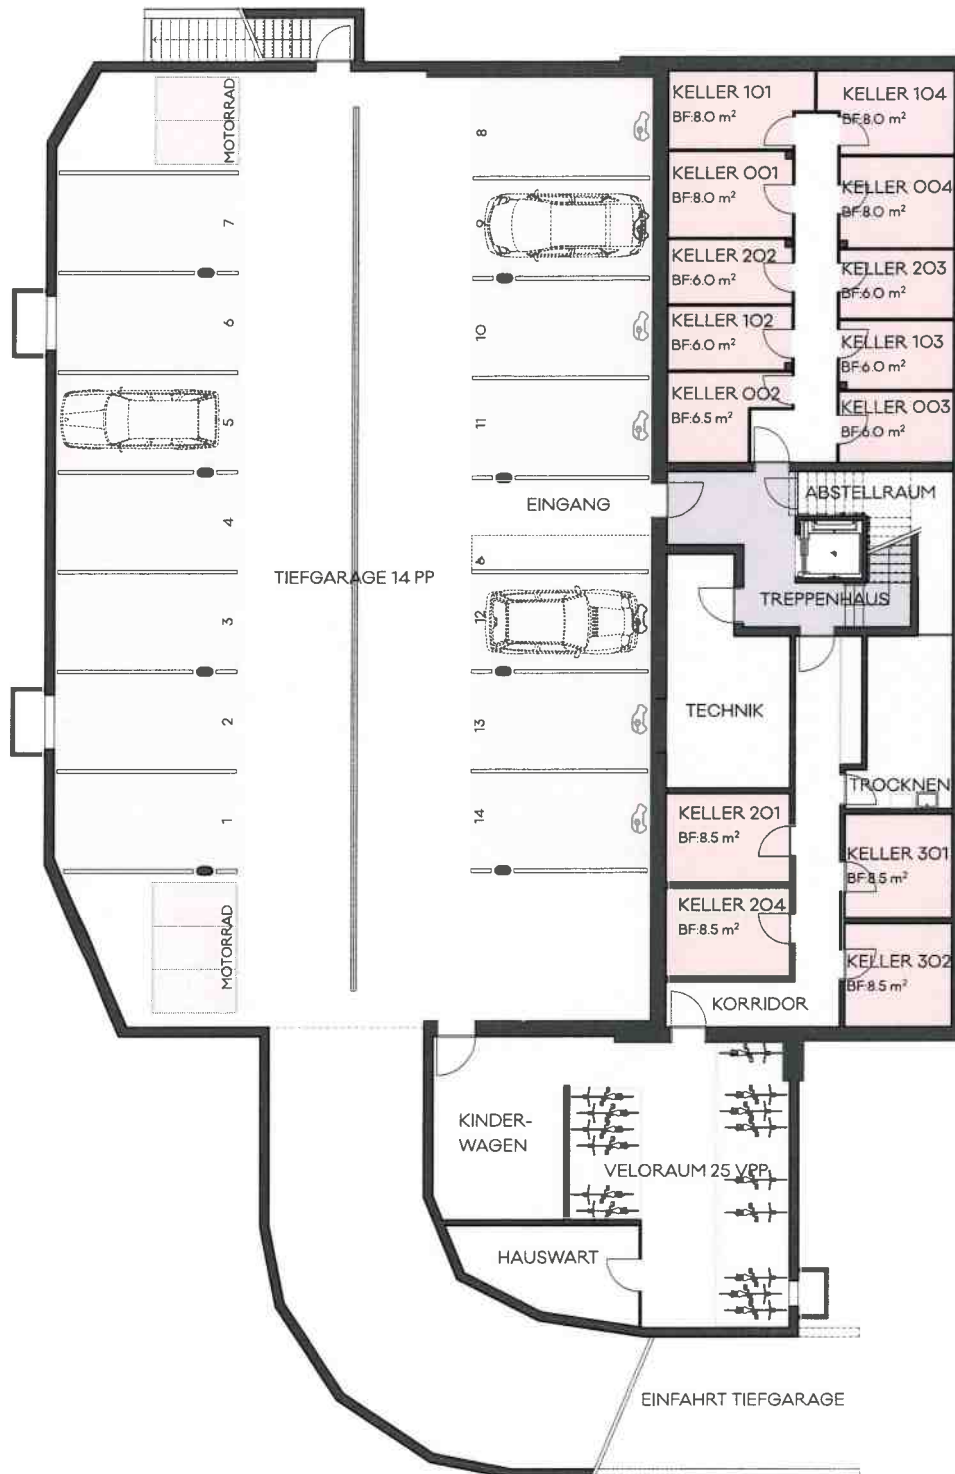 MOTORRAD
7
6
5
4
3
2
1
MOTORRAD
TIEFGARAGE 14 PP
8
9
10
11
EINGANG
12
13
14
KELLER 101
BF:8.0 m²
KELLER 104
BF:8.0 m²
KELLER 001
BF:8.0 m²
KELLER 004
BF:8.0 m²
KELLER 202
BF:6.0 m²
KELLER 203
BF:6.0 m²
KELLER 102
BF:6.0 m²
KELLER 103
BF:6.0 m²
KELLER 002
BF:6.5 m²
KELLER 003
BF:6.0 m²
ABSTELLRAUM
TREPPENHAUS
TECHNIK
TROCKNEN
KELLER 201
BF:8.5 m²
KELLER 301
BF:8.5 m²
KELLER 204
BF:8.5 m²
KELLER 302
BF:8.5 m²
KORRIDOR
KINDER-
WAGEN
VELORAUM 25 VPP
HAUSWART
EINFAHRT TIEFGARAGE